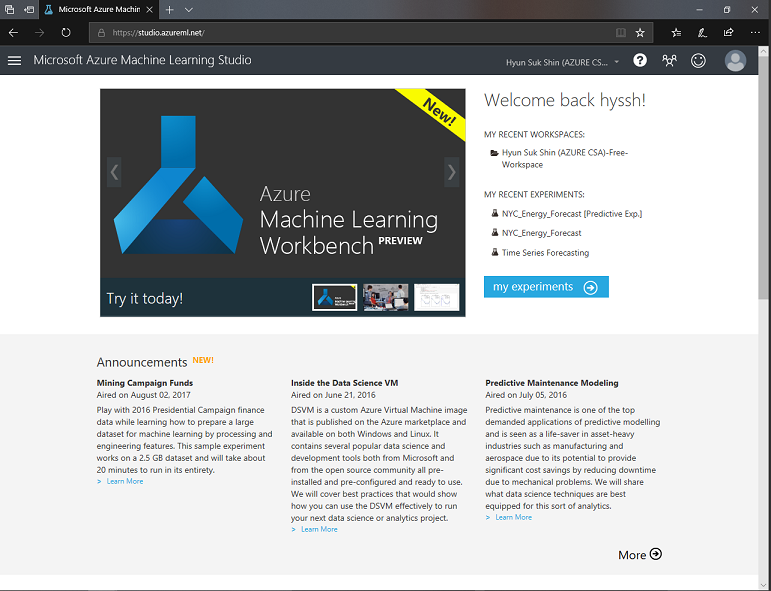 Microsoft Azure Machin
https://studio.azureml.net/
Microsoft Azure Machine Learning Studio
Hyun Suk Shin (AZURE CS...
New!
Azure
Machine Learning
Workbench PREVIEW
Try it today!
Welcome back hyssh!
MY RECENT WORKSPACES:
Hyun Suk Shin (AZURE CSA)-Free-
Workspace
MY RECENT EXPERIMENTS:
NYC_Energy_Forecast [Predictive Exp.]
NYC_Energy_Forecast
Time Series Forecasting
my experiments
Announcements NEW!
Mining Campaign Funds
Aired on August 02, 2017
Play with 2016 Presidential Campaign finance
data while learning how to prepare a large
dataset for machine learning by processing and
engineering features. This sample experiment
works on a 2.5 GB dataset and will take about
20 minutes to run in its entirety.
> Learn More
Inside the Data Science VM
Aired on June 21, 2016
DSVM is a custom Azure Virtual Machine image
that is published on the Azure marketplace and
available on both Windows and Linux. It
contains several popular data science and
development tools both from Microsoft and
from the open source community all pre-
installed and pre-configured and ready to use.
We will cover best practices that would show
how you can use the DSVM effectively to run
your next data science or analytics project.
> Learn More
Predictive Maintenance Modeling
Aired on July 05, 2016
Predictive maintenance is one of the top
demanded applications of predictive modelling
and is seen as a life-saver in asset-heavy
industries such as manufacturing and
aerospace due to its potential to provide
significant cost savings by reducing downtime
due to mechanical problems. We will share
what data science techniques are best
equipped for this sort of analytics.
> Learn More
More